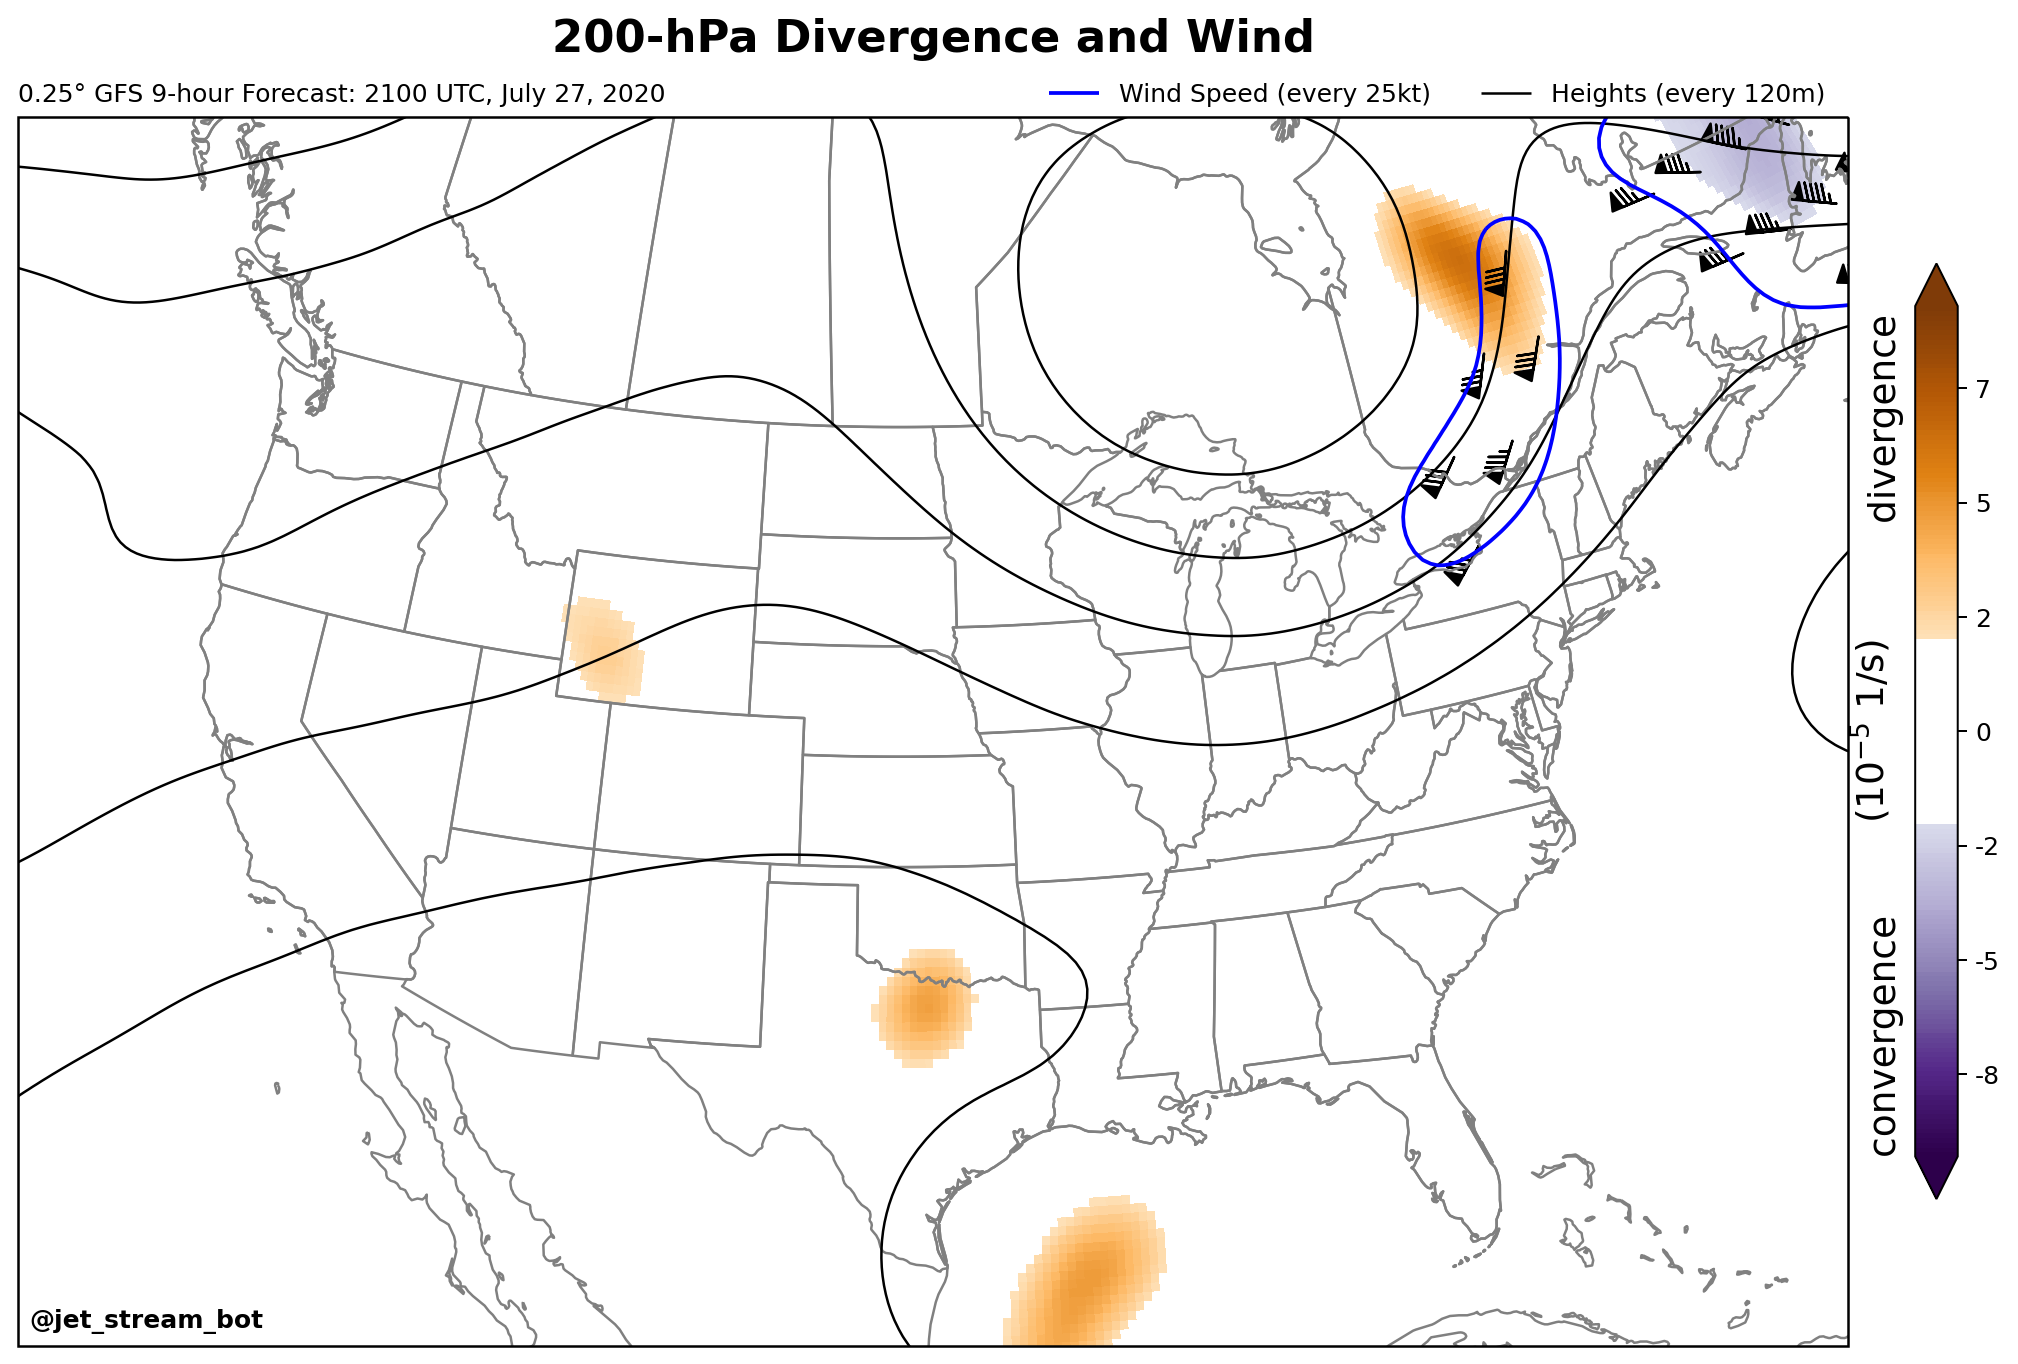 200-hPa Divergence and Wind
0.25° GFS 9-hour Forecast: 2100 UTC, July 27, 2020
Wind Speed (every 25kt)
Heights (every 120m)
divergence
(10⁻⁵ 1/s)
convergence
7
5
2
0
-2
-5
-8
@jet_stream_bot